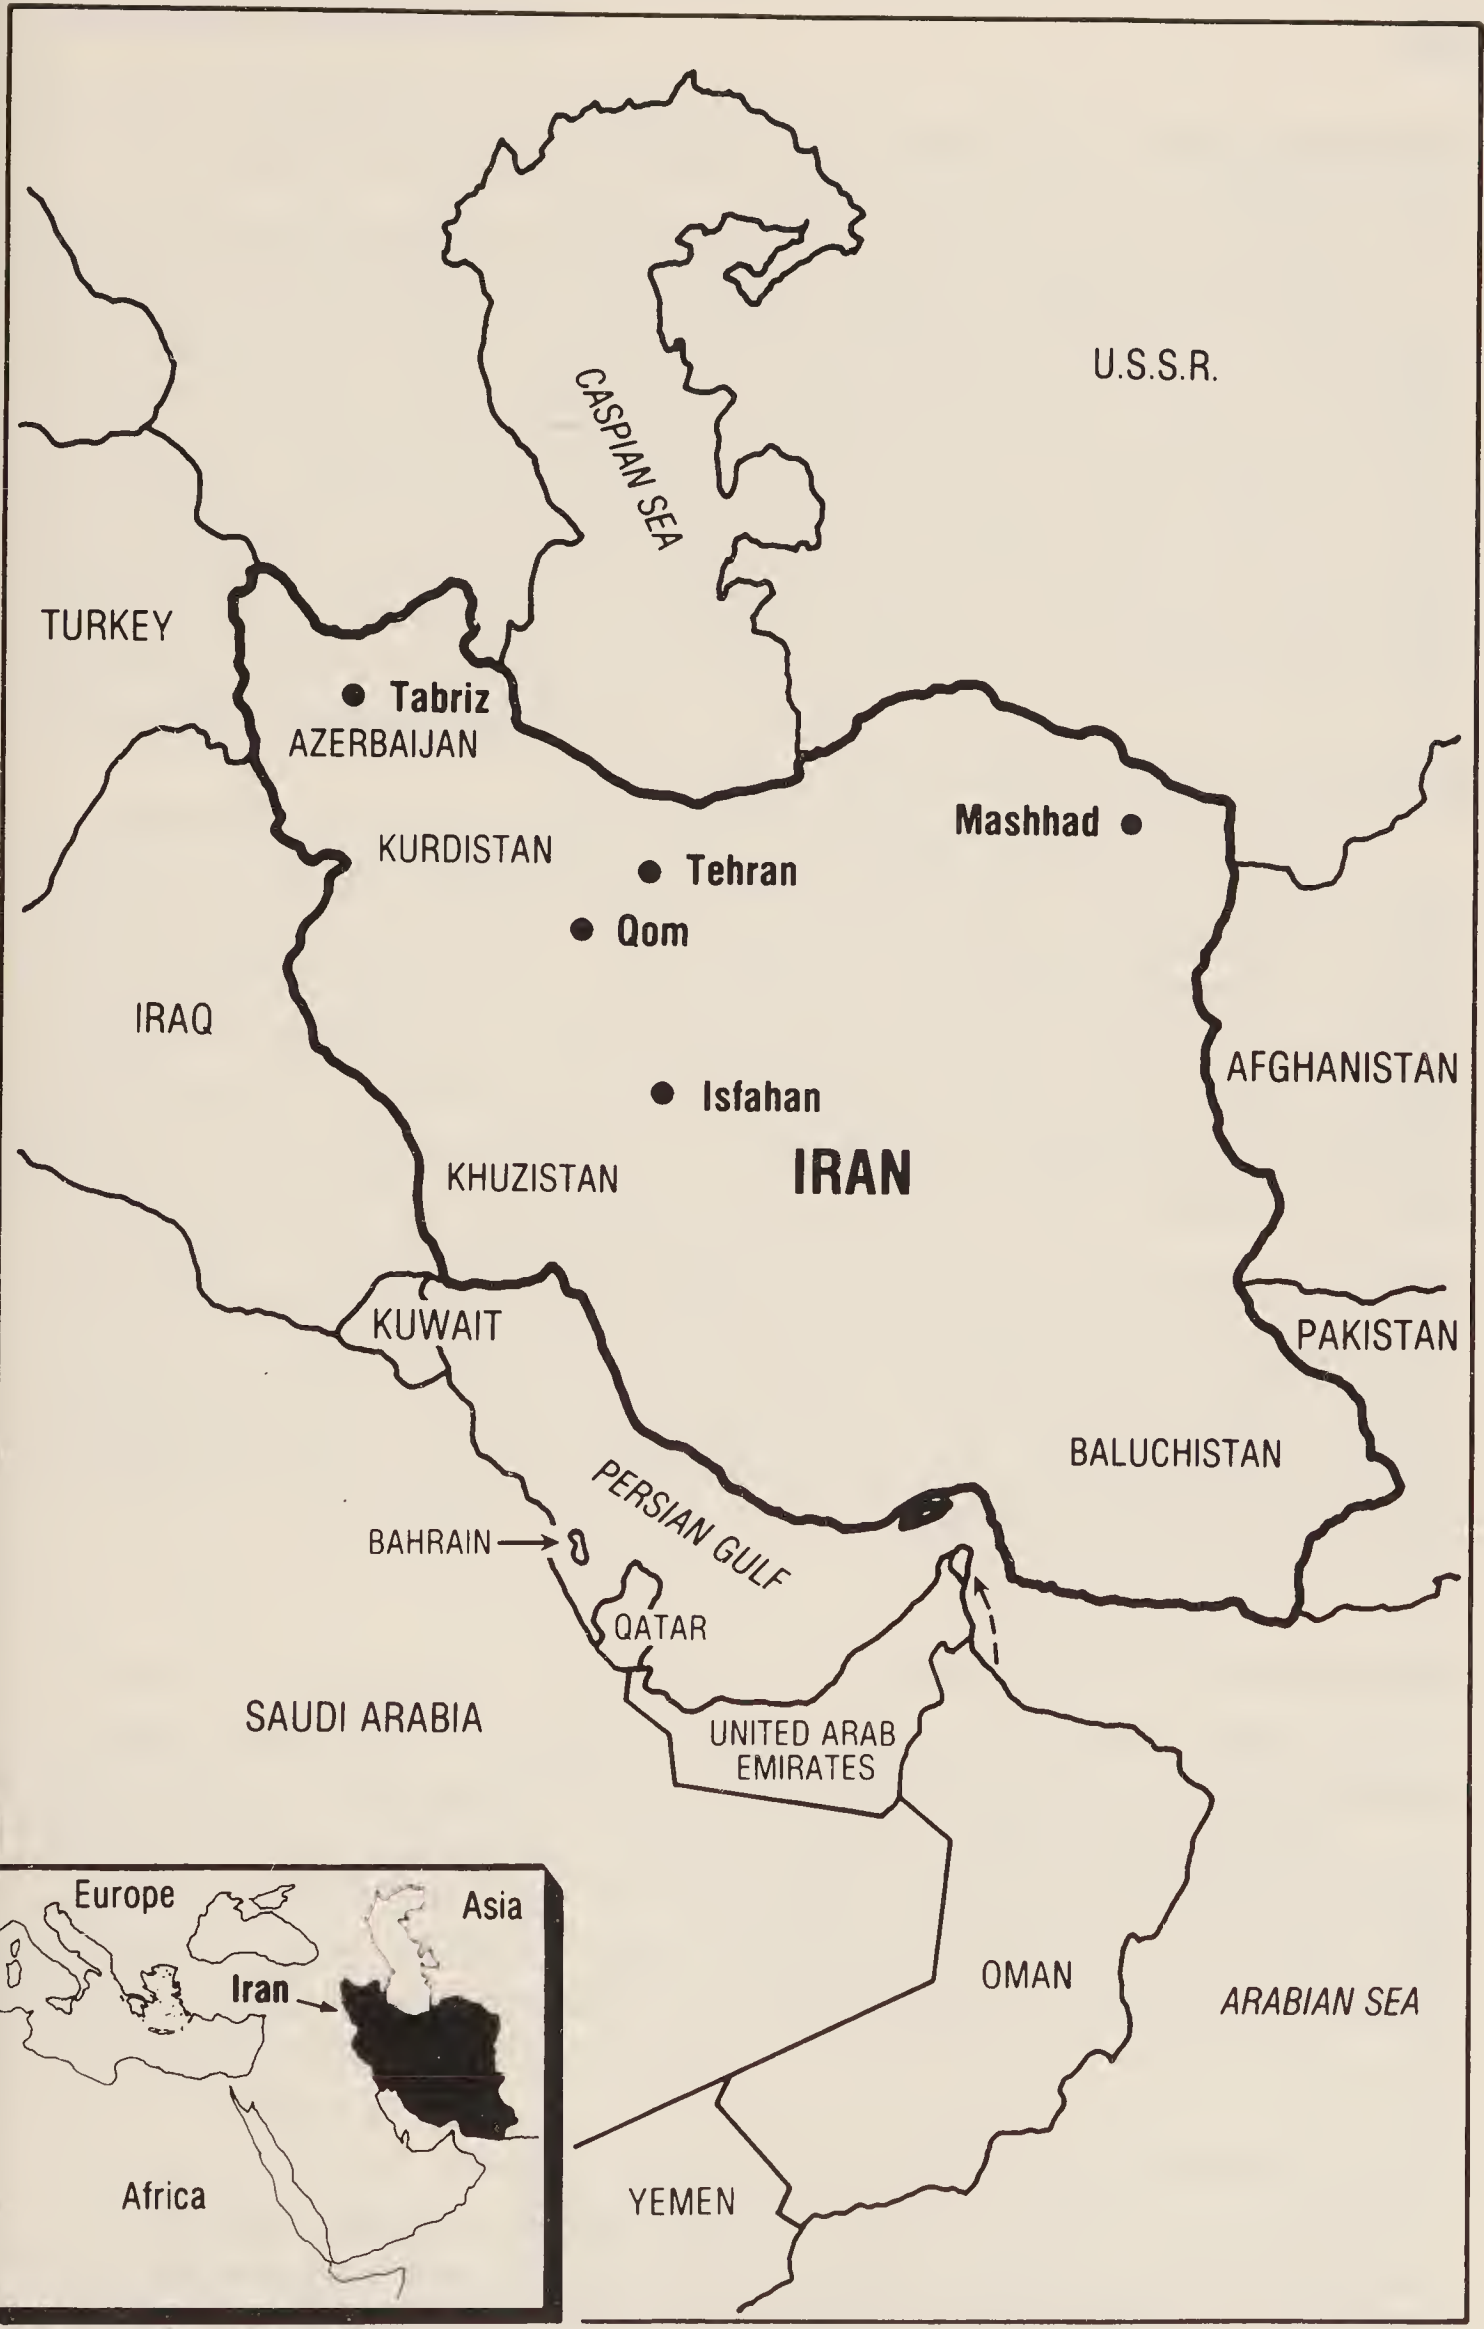 U.S.S.R.
CASPIAN SEA
TURKEY
Tabriz
AZERBAIJAN
Mashhad
KURDISTAN
Tehran
Qom
IRAQ
AFGHANISTAN
Isfahan
IRAN
KHUZISTAN
KUWAIT
PAKISTAN
BALUCHISTAN
PERSIAN GULF
BAHRAIN
QATAR
SAUDI ARABIA
UNITED ARAB
EMIRATES
OMAN
ARABIAN SEA
YEMEN
Europe
Asia
Iran
Africa